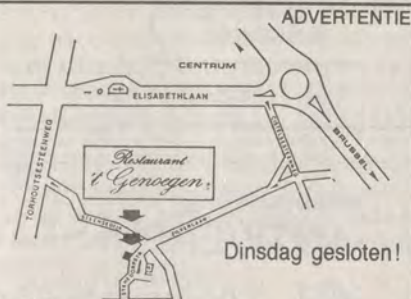 ADVERTENTIE
CENTRUM
ELISABETHLAAN
BRUSSEL
TORHOUTSESTEENWEG
Restaurant
't Genoegen
Dinsdag gesloten!